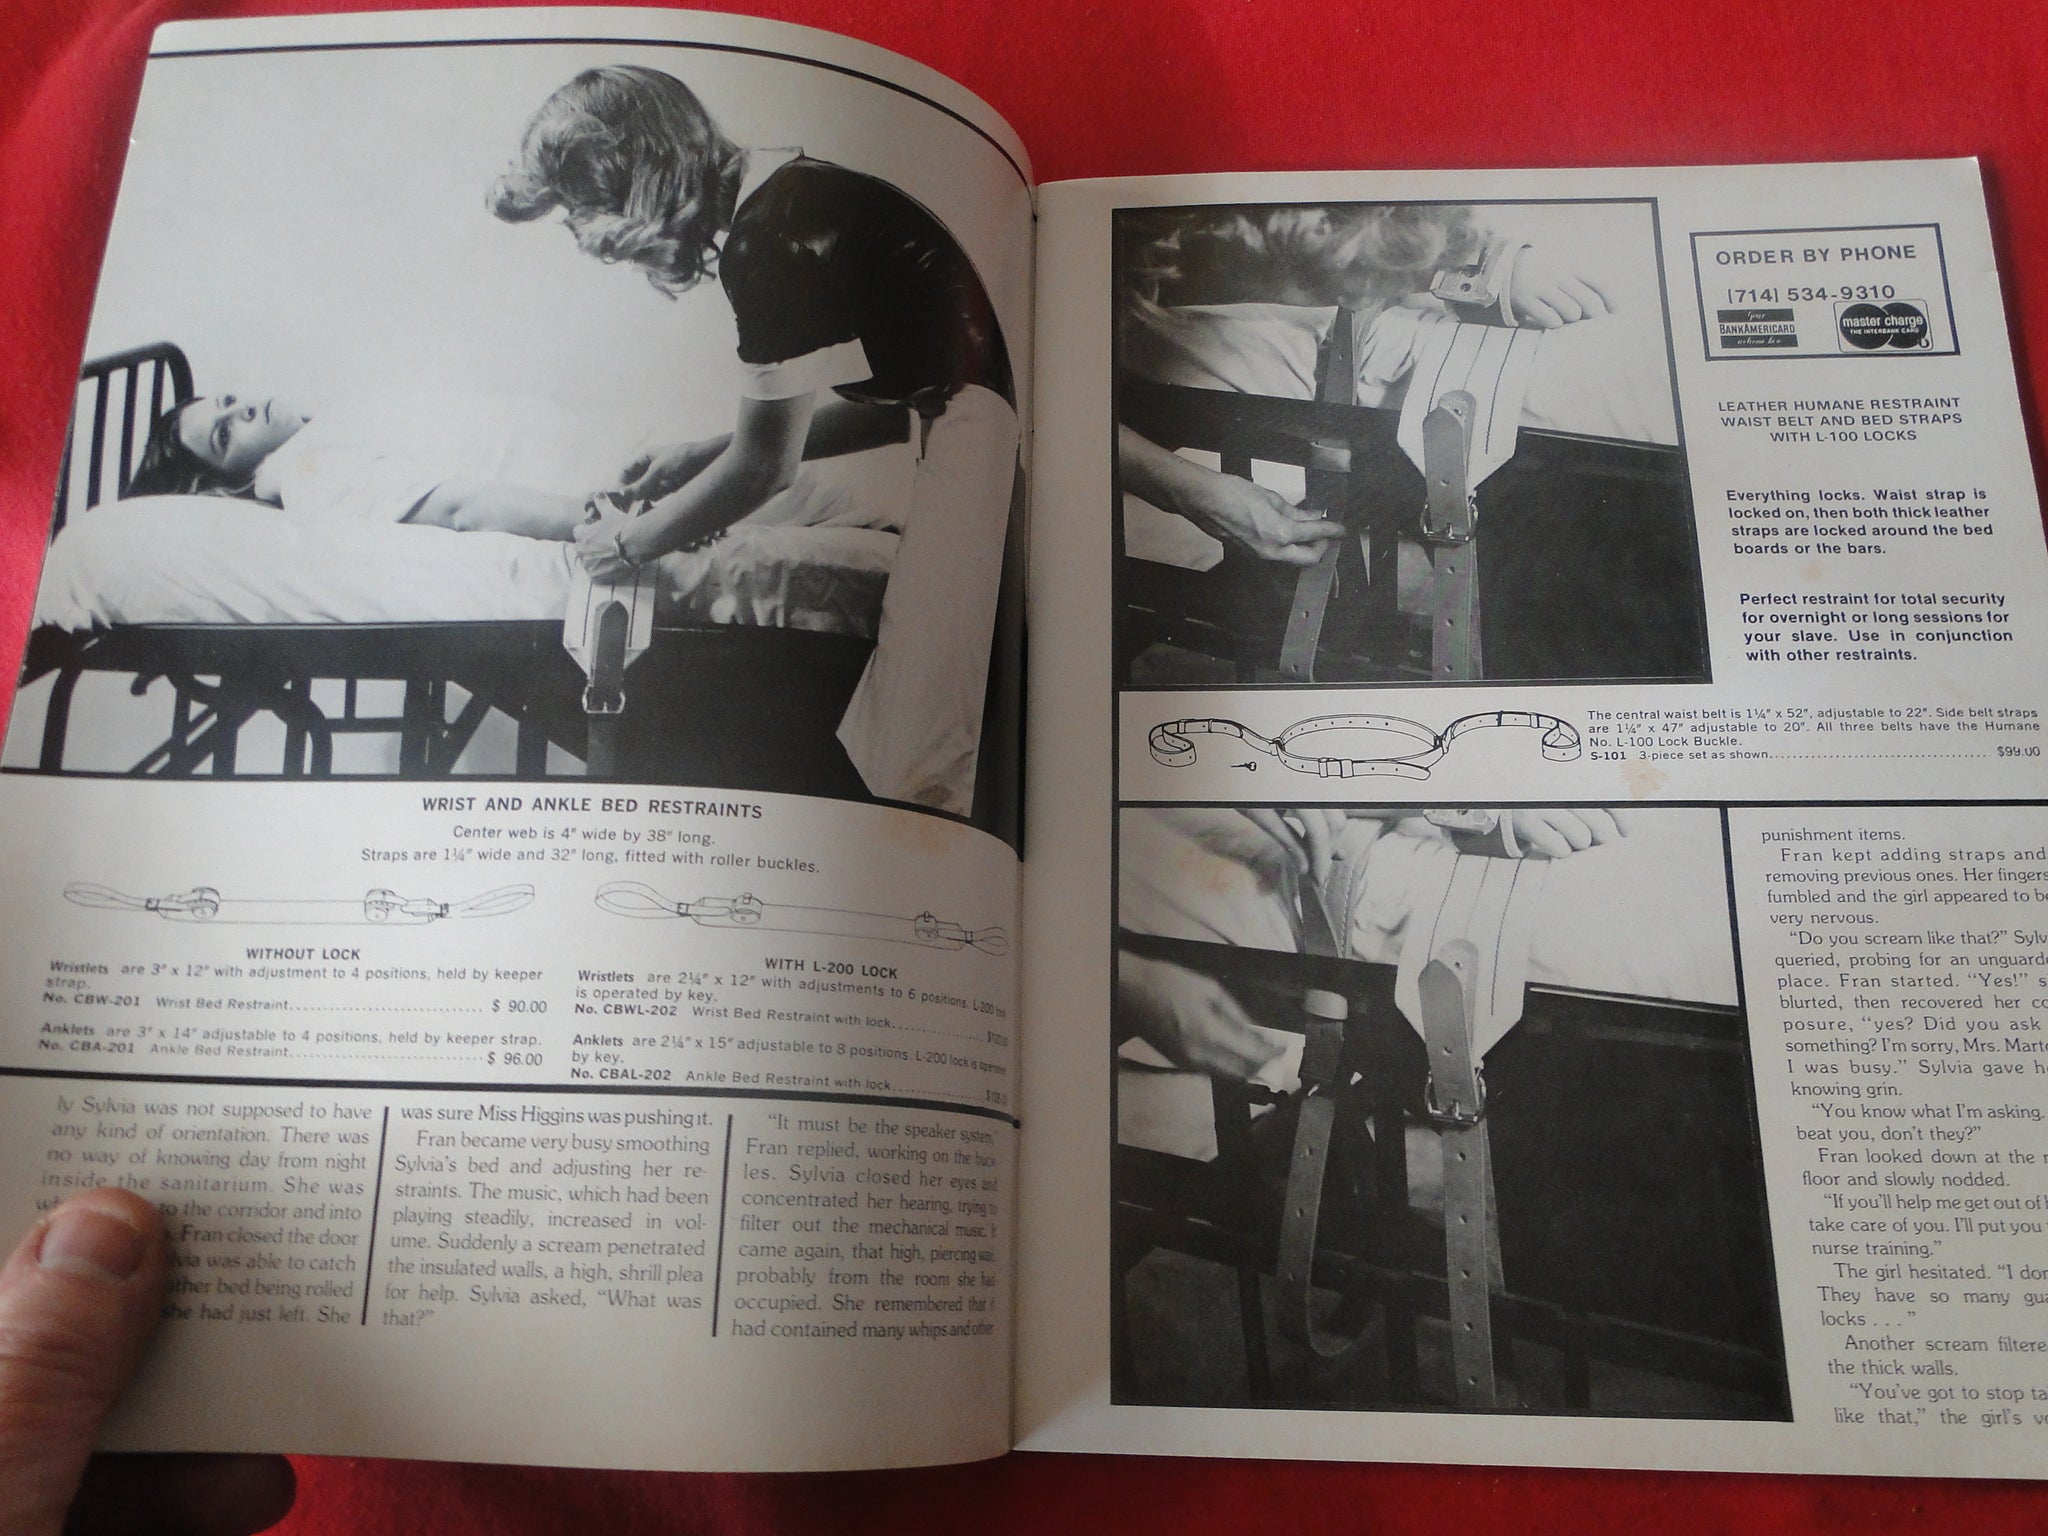 WRIST AND ANKLE BED RESTRAINTS
Center web is 4" wide by 38" long.
Straps are 1¼" wide and 32" long, fitted with roller buckles.
WITHOUT LOCK
Wristlets are 3" x 12" with adjustment to 4 positions, held by keeper
strap.
No. CBW-201 Wrist Bed Restraint.......................... $ 90.00
Anklets are 3" x 14" adjustable to 4 positions, held by keeper strap.
No. CBA-201 Ankle Bed Restraint.......................... $ 96.00
WITH L-200 LOCK
Wristlets are 2¼" x 12" with adjustments to 6 positions. L-200 lock
is operated by key.
No. CBWL-202 Wrist Bed Restraint with lock..............
Anklets are 2¼" x 15" adjustable to 8 positions. L-200 lock is operated
by key.
No. CBAL-202 Ankle Bed Restraint with lock..............
ly Sylvia was not supposed to have
any kind of orientation. There was
no way of knowing day from night
inside the sanitarium. She was
to the corridor and into
Fran closed the door
was able to catch
bed being rolled
she had just left. She
was sure Miss Higgins was pushing it.
Fran became very busy smoothing
Sylvia's bed and adjusting her re-
straints. The music, which had been
playing steadily, increased in vol-
ume. Suddenly a scream penetrated
the insulated walls, a high, shrill plea
for help. Sylvia asked, "What was
that?"
"It must be the speaker system,"
Fran replied, working on the buck
les. Sylvia closed her eyes and
concentrated her hearing, trying to
filter out the mechanical music. It
came again, that high, piercing wail,
probably from the room she had
occupied. She remembered that it
had contained many whips and other
ORDER BY PHONE
(714) 534-9310
your
BANKAMERICARD
welcome here
master charge
THE INTERBANK CARD
LEATHER HUMANE RESTRAINT
WAIST BELT AND BED STRAPS
WITH L-100 LOCKS
Everything locks. Waist strap is
locked on, then both thick leather
straps are locked around the bed
boards or the bars.
Perfect restraint for total security
for overnight or long sessions for
your slave. Use in conjunction
with other restraints.
The central waist belt is 1¼" x 52", adjustable to 22". Side belt straps
are 1¼" x 47" adjustable to 20". All three belts have the Humane
No. L-100 Lock Buckle.
S-101 3-piece set as shown.................................... $99.00
punishment items.
Fran kept adding straps and
removing previous ones. Her fingers
fumbled and the girl appeared to be
very nervous.
"Do you scream like that?" Sylv
queried, probing for an unguard
place. Fran started. "Yes!" s
blurted, then recovered her co
posure, "yes? Did you ask
something? I'm sorry, Mrs. Mart
I was busy." Sylvia gave he
knowing grin.
"You know what I'm asking.
beat you, don't they?"
Fran looked down at the
floor and slowly nodded.
"If you'll help me get out of
take care of you. I'll put you
nurse training."
The girl hesitated. "I don
They have so many gua
locks . . ."
Another scream filtere
the thick walls.
"You've got to stop ta
like that," the girl's